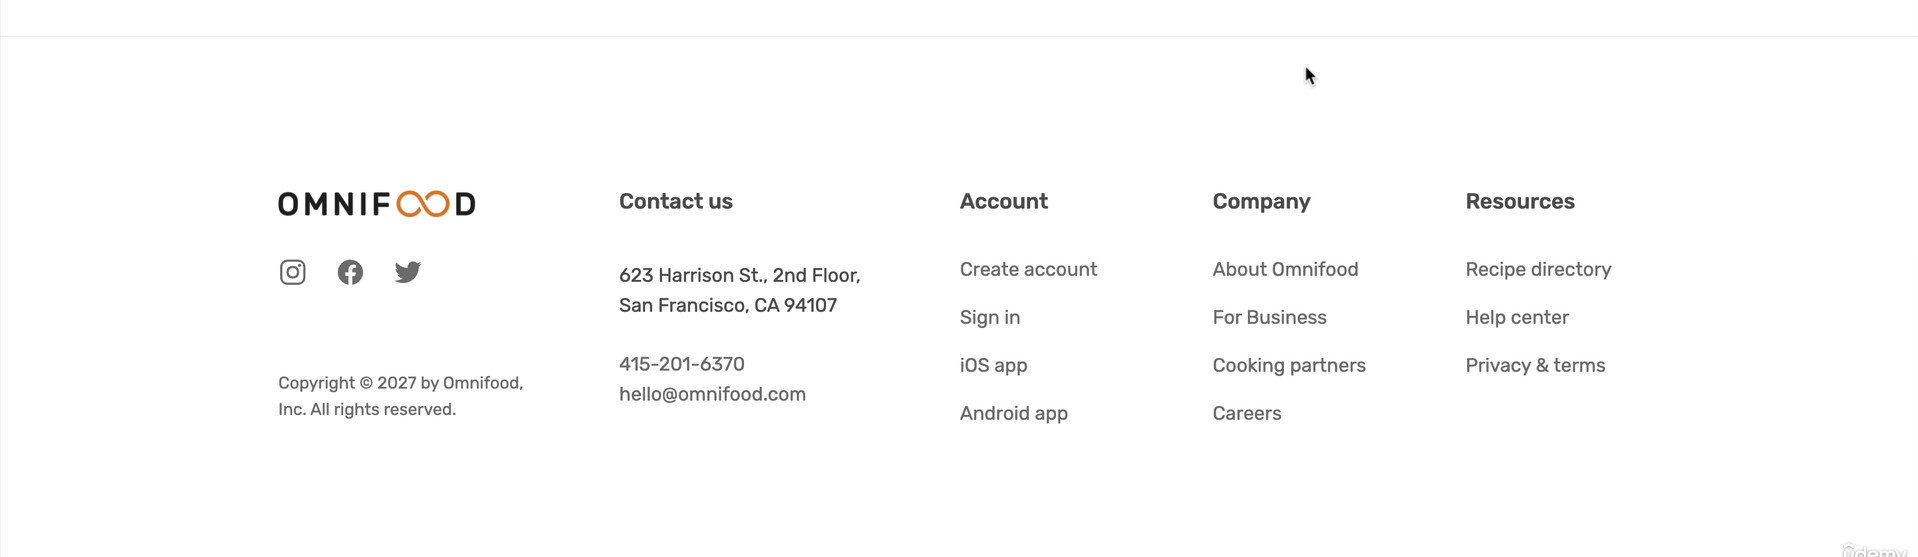 OMNIFOOD
Copyright © 2027 by Omnifood,
Inc. All rights reserved.
Contact us
623 Harrison St., 2nd Floor,
San Francisco, CA 94107
415-201-6370
hello@omnifood.com
Account
Create account
Sign in
iOS app
Android app
Company
About Omnifood
For Business
Cooking partners
Careers
Resources
Recipe directory
Help center
Privacy & terms
ûdemy